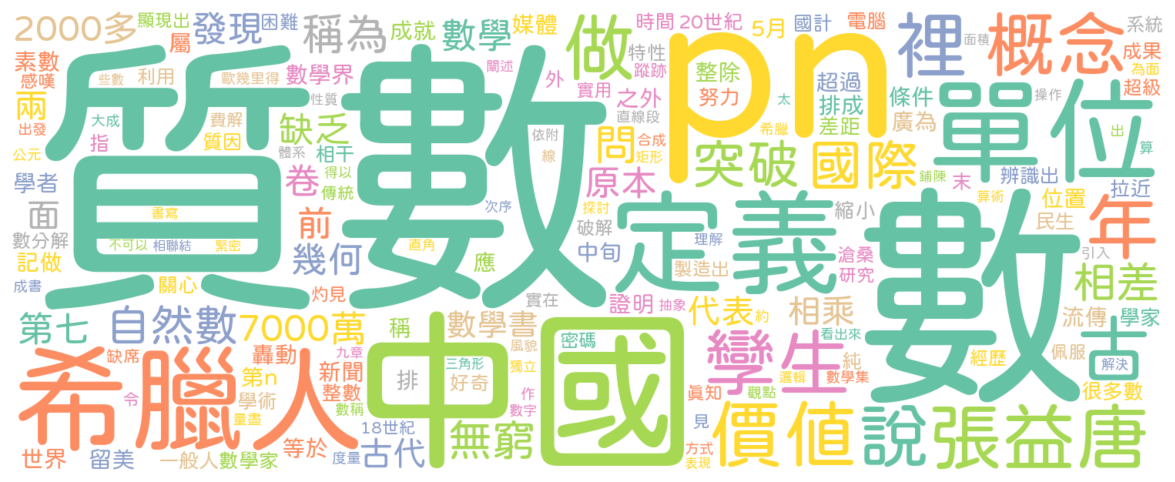 2000多
顯現出
困難
屬
發現
稱為
成就
數學
媒體
做
時間
20世紀
5月
國計
電腦
裡
面積
概念
系統
成果
為面
超級
素數
感嘆
些數
利用
歐幾里得
數學界
闡述
外
特性
蹤跡
實用
之外
整除
努力
pn
超過
排成
差距
太
條件
廣為
操作
單位
兩
出發
指
大成
費解
質因
性質
缺乏
體系
相干
依附
線
直線段
問
合成
矩形
希臘
突破
國際
鋪陳
辨識出
出
算
公元
質數
得以
傳統
卷
原本
末
算術
位置
拉近
學者
面
書寫
前
次序
探討
定義
縮小
民生
年
數分解
記做
不可以
相聯結
緊密
幾何
直角
應
破解
中旬
理解
製造出
滄桑
研究
數
引入
相差
成書
關心
灼見
實在
證明
抽象
代表
約
相乘
流傳
學家
古
第七
自然數
7000萬
稱
數學書
風貌
密碼
看出來
佩服
解決
希臘人
缺席
轟動
九章
新聞
中國
三角形
獨立
孿生
純
邏輯
經歷
數學集
第n
整數
排
好奇
令
學術
量盡
數稱
作
數字
真知
觀點
很多數
世界
留美
一般人
數學家
等於
18世紀
度量
古代
無窮
見
方式
表現
價值
說
張益唐